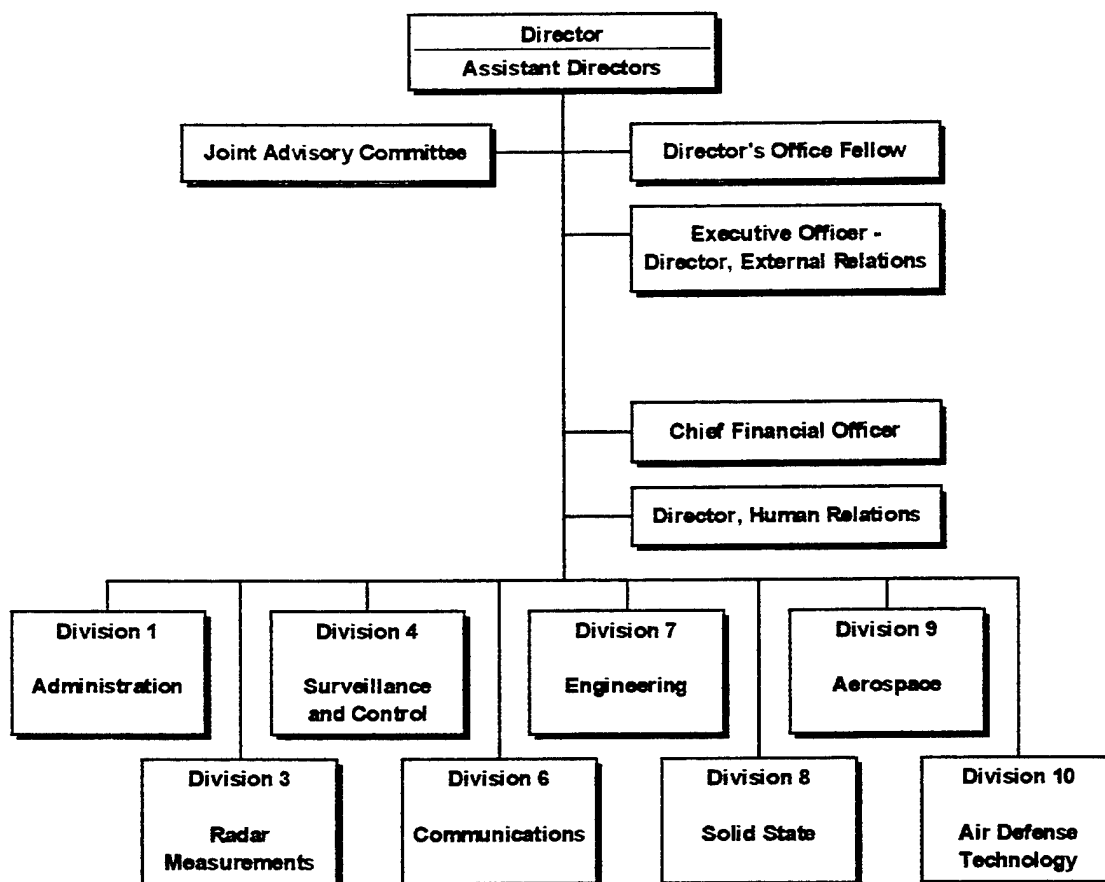 Director
Assistant Directors
Joint Advisory Committee
Director's Office Fellow
Executive Officer -
Director, External Relations
Chief Financial Officer
Director, Human Relations
Division 1
Administration
Division 4
Surveillance
and Control
Division 7
Engineering
Division 9
Aerospace
Division 3
Radar
Measurements
Division 6
Communications
Division 8
Solid State
Division 10
Air Defense
Technology